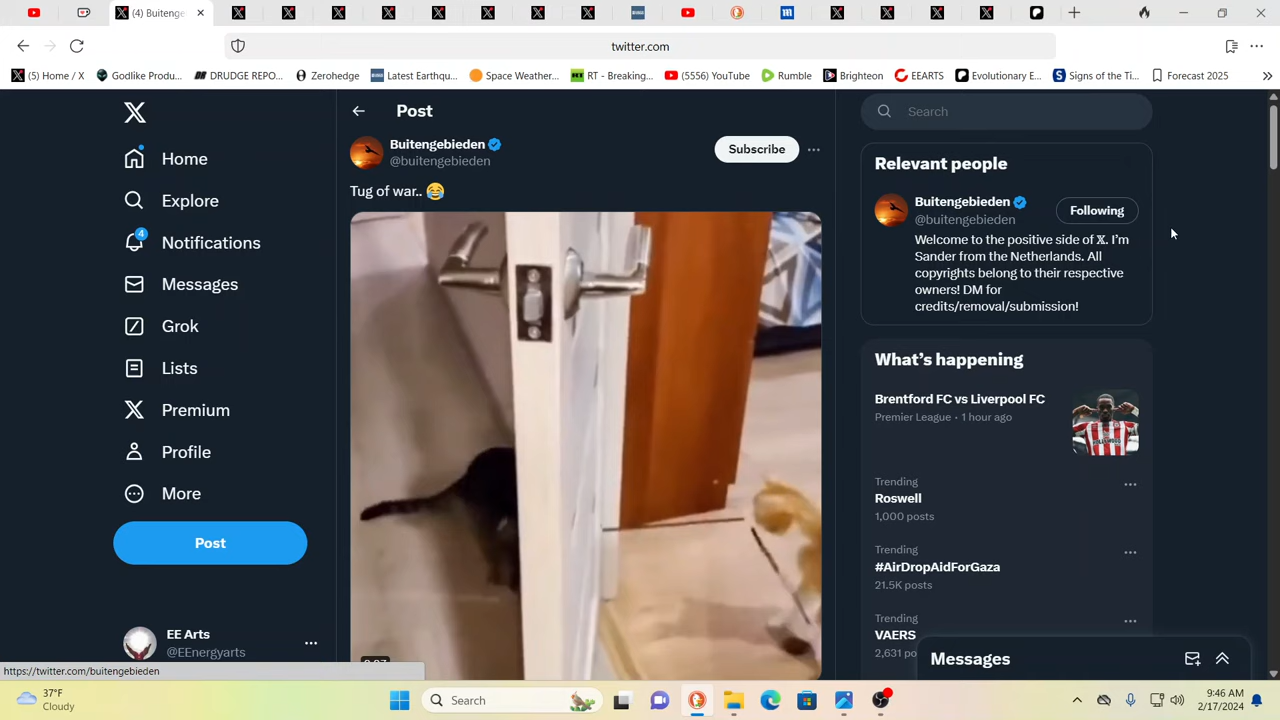 (4) Buitenge
twitter.com
(5) Home / X
Godlike Produ...
DRUDGE REPO...
Zerohedge
Latest Earthqu...
Space Weather...
RT - Breaking...
(5556) YouTube
Rumble
Brighteon
EEARTS
Evolutionary E...
Signs of the Ti...
Forecast 2025
Post
Search
Buitengebieden
@buitengebieden
Subscribe
Tug of war.. 😂
Home
Explore
4
Notifications
Messages
Grok
Lists
Premium
Profile
More
Post
EE Arts
@EEnergyarts
Relevant people
Buitengebieden
@buitengebieden
Following
Welcome to the positive side of 𝕏. I'm
Sander from the Netherlands. All
copyrights belong to their respective
owners! DM for
credits/removal/submission!
What's happening
Brentford FC vs Liverpool FC
Premier League · 1 hour ago
Trending
Roswell
1,000 posts
Trending
#AirDropAidForGaza
21.5K posts
Trending
VAERS
2,631 po
Messages
https://twitter.com/buitengebieden
37°F
Cloudy
Search
9:46 AM
2/17/2024